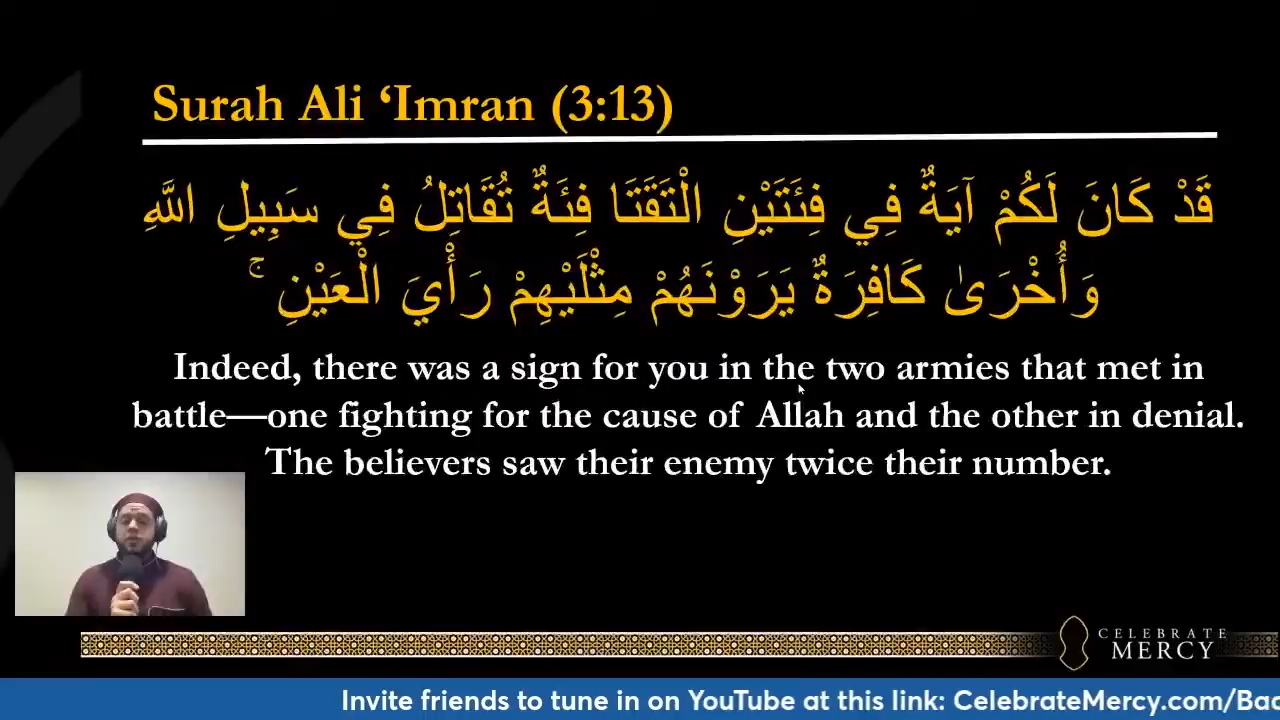 Surah Ali ‘Imran (3:13)
قَدْ كَانَ لَكُمْ آيَةٌ فِي فِئَتَيْنِ الْتَقَتَا فِئَةٌ تُقَاتِلُ فِي سَبِيلِ اللَّهِ
وَأُخْرَىٰ كَافِرَةٌ يَرَوْنَهُمْ مِثْلَيْهِمْ رَأْيَ الْعَيْنِ ۚ
Indeed, there was a sign for you in the two armies that met in
battle—one fighting for the cause of Allah and the other in denial.
The believers saw their enemy twice their number.
CELEBRATE
MERCY
Invite friends to tune in on YouTube at this link: CelebrateMercy.com/